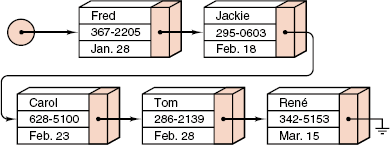 Fred
367-2205
Jan. 28
Jackie
295-0603
Feb. 18
Carol
628-5100
Feb. 23
Tom
286-2139
Feb. 28
René
342-5153
Mar. 15